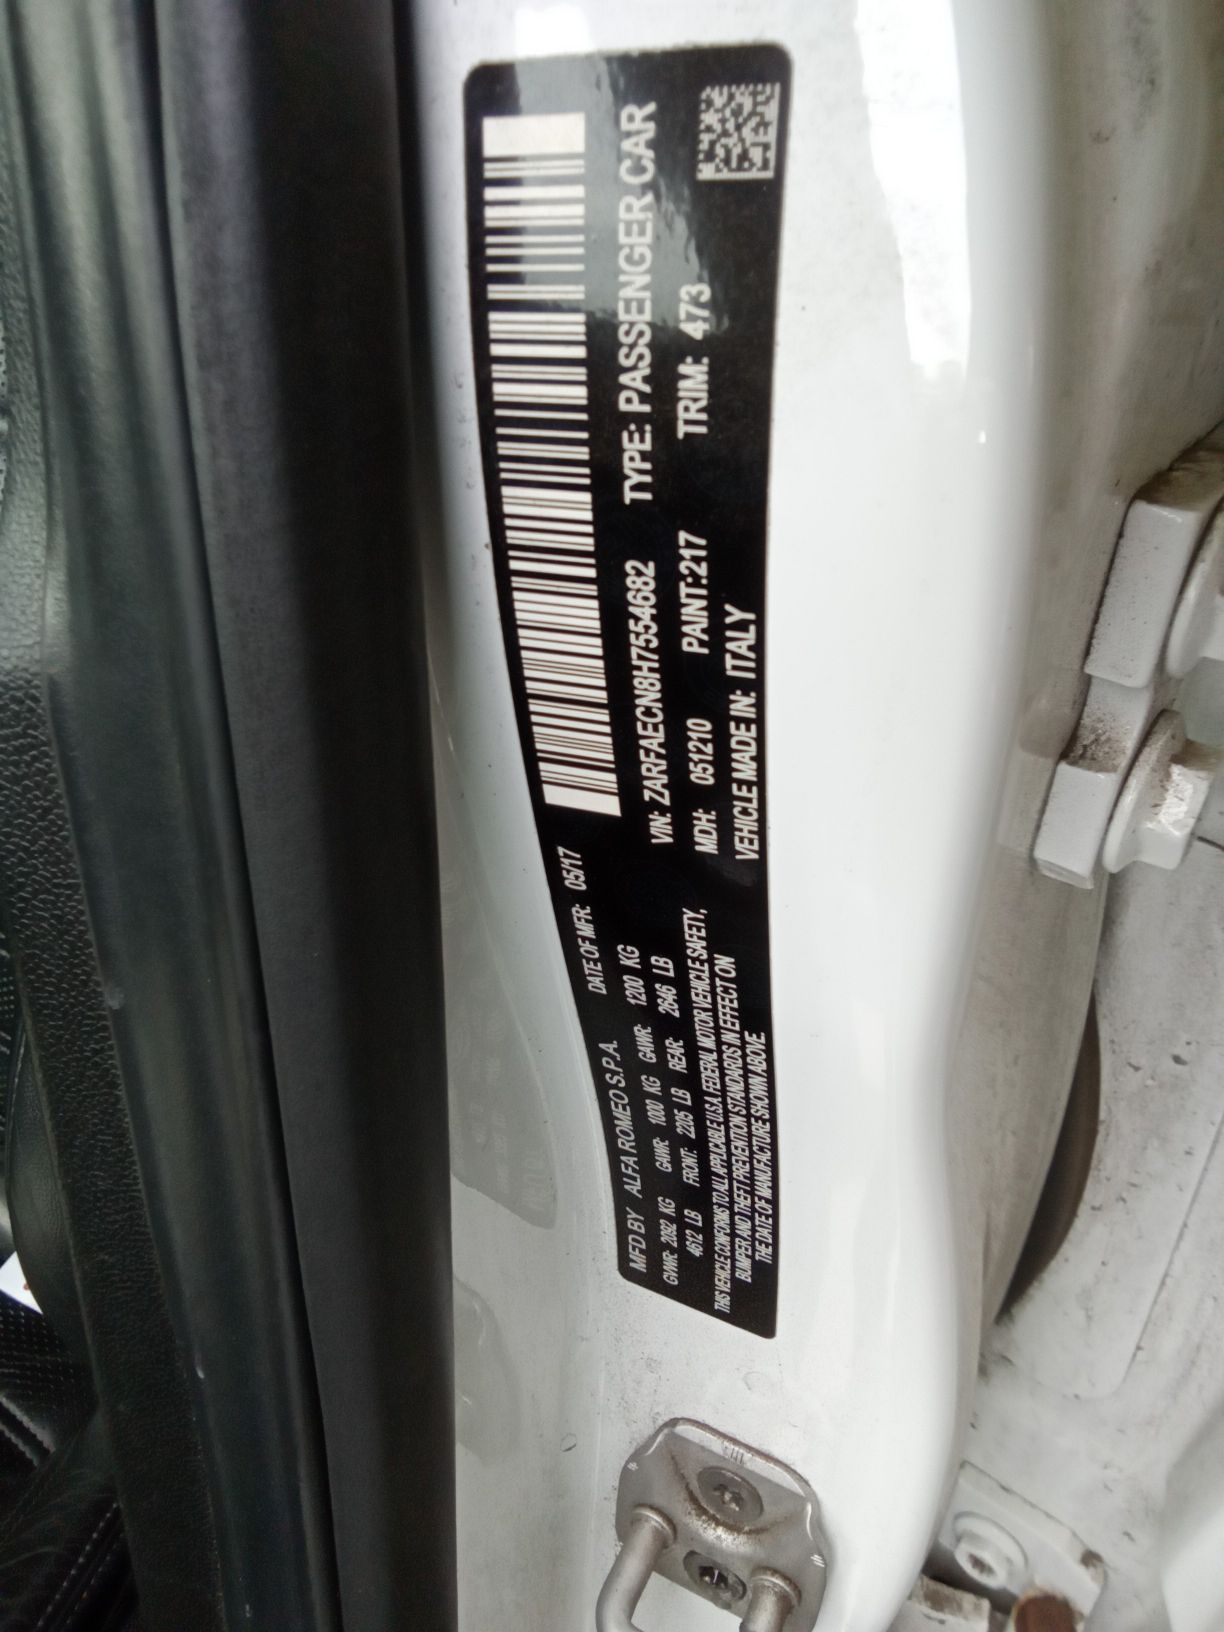 MFD BY ALFA ROMEO S.P.A. DATE OF MFR: 05/17
GVWR: 2092 KG GAWR: 1000 KG GAWR: 1200 KG
4612 LB FRONT: 2205 LB REAR: 2646 LB
THIS VEHICLE CONFORMS TO ALL APPLICABLE U.S.A. FEDERAL MOTOR VEHICLE SAFETY,
BUMPER AND THEFT PREVENTION STANDARDS IN EFFECT ON
THE DATE OF MANUFACTURE SHOWN ABOVE.
VIN: ZARFAECN8H7554682 TYPE: PASSENGER CAR
MDH: 051210 PAINT:217 TRIM: 473
VEHICLE MADE IN: ITALY